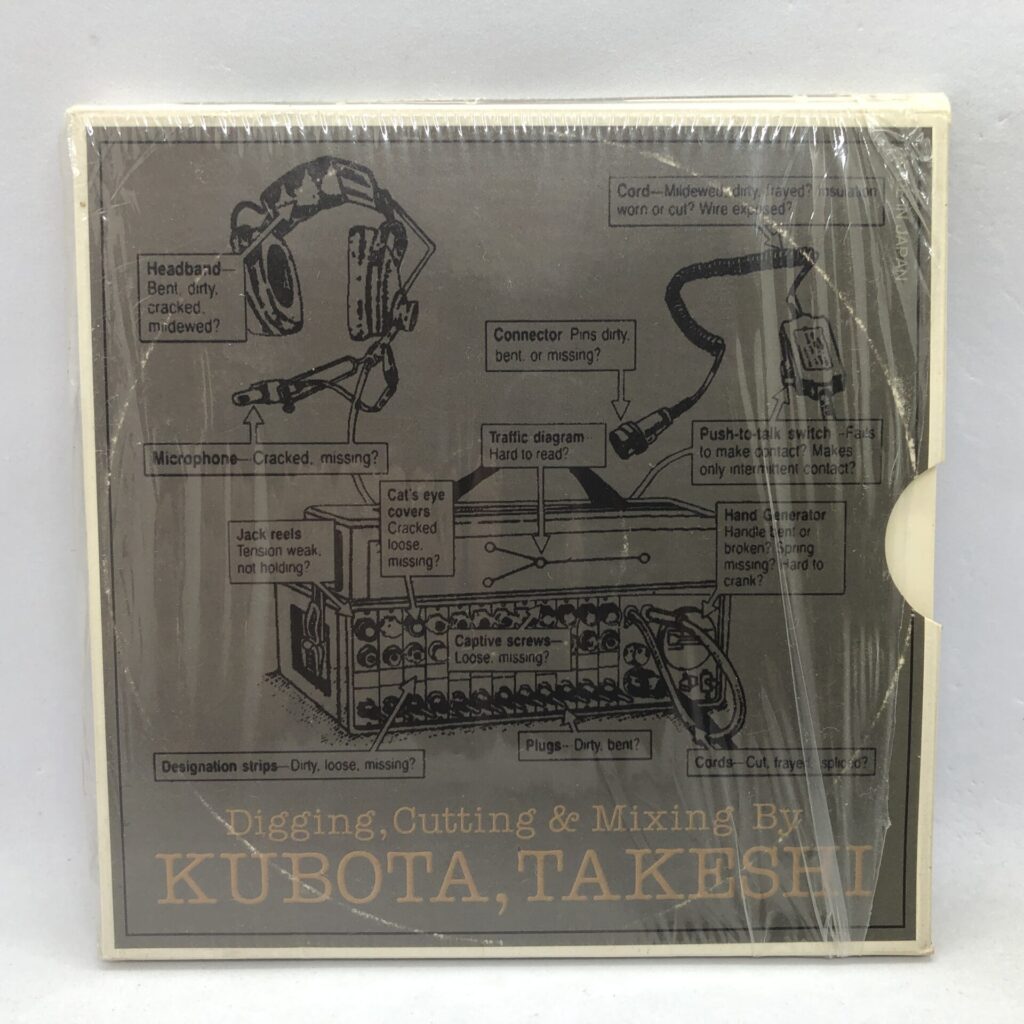 Cord—Mildewed, dirty, frayed? Insulation
worn or cut? Wire exposed?
IN JAPAN
Headband—
Bent, dirty,
cracked,
mildewed?
Connector Pins dirty,
bent, or missing?
Microphone—Cracked, missing?
Traffic diagram
Hard to read?
Push-to-talk switch—Fails
to make contact? Makes
only intermittent contact?
Cat's eye
covers
Cracked
loose,
missing?
Jack reels
Tension weak,
not holding?
Hand Generator
Handle bent or
broken? Spring
missing? Hard to
crank?
Captive screws—
Loose, missing?
Designation strips—Dirty, loose, missing?
Plugs—Dirty, bent?
Cords—Cut, frayed, spliced?
Digging, Cutting & Mixing By
KUBOTA, TAKESHI